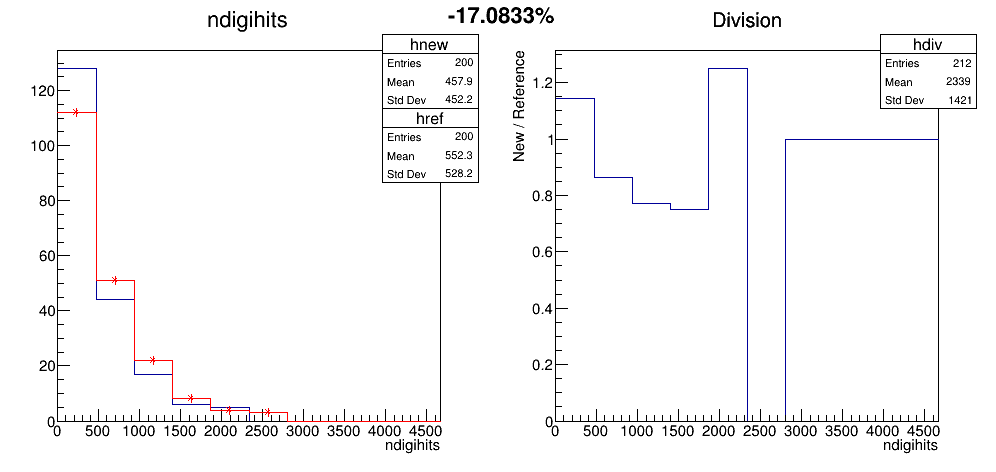 -17.0833%
ndigihits
hnew
Entries 200
Mean 457.9
Std Dev 452.2
href
Entries 200
Mean 552.3
Std Dev 528.2
120
100
80
60
40
20
0
0 500 1000 1500 2000 2500 3000 3500 4000 4500
ndigihits
Division
hdiv
Entries 212
Mean 2339
Std Dev 1421
New / Reference
1.2
1
0.8
0.6
0.4
0.2
0
0 500 1000 1500 2000 2500 3000 3500 4000 4500
ndigihits